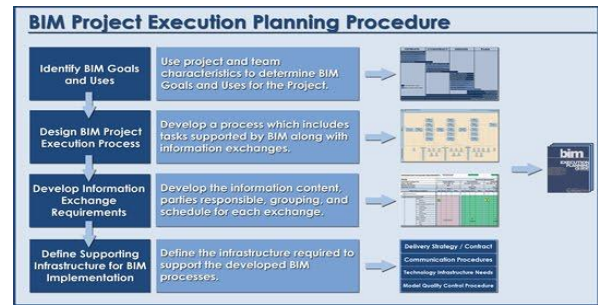 BIM Project Execution Planning Procedure
Identify BIM Goals
and Uses
Use project and team
characteristics to determine BIM
Goals and Uses for the Project.
Design BIM Project
Execution Process
Develop a process which includes
tasks supported by BIM along with
information exchanges.
Develop Information
Exchange
Requirements
Develop the information content,
parties responsible, grouping, and
schedule for each exchange.
Define Supporting
Infrastructure for BIM
Implementation
Define the infrastructure required to
support the developed BIM
processes.
Delivery Strategy / Contract
Communication Procedures
Technology Infrastructure Needs
Model Quality Control Procedure
bim
EXECUTION
PLANNING
GUIDE